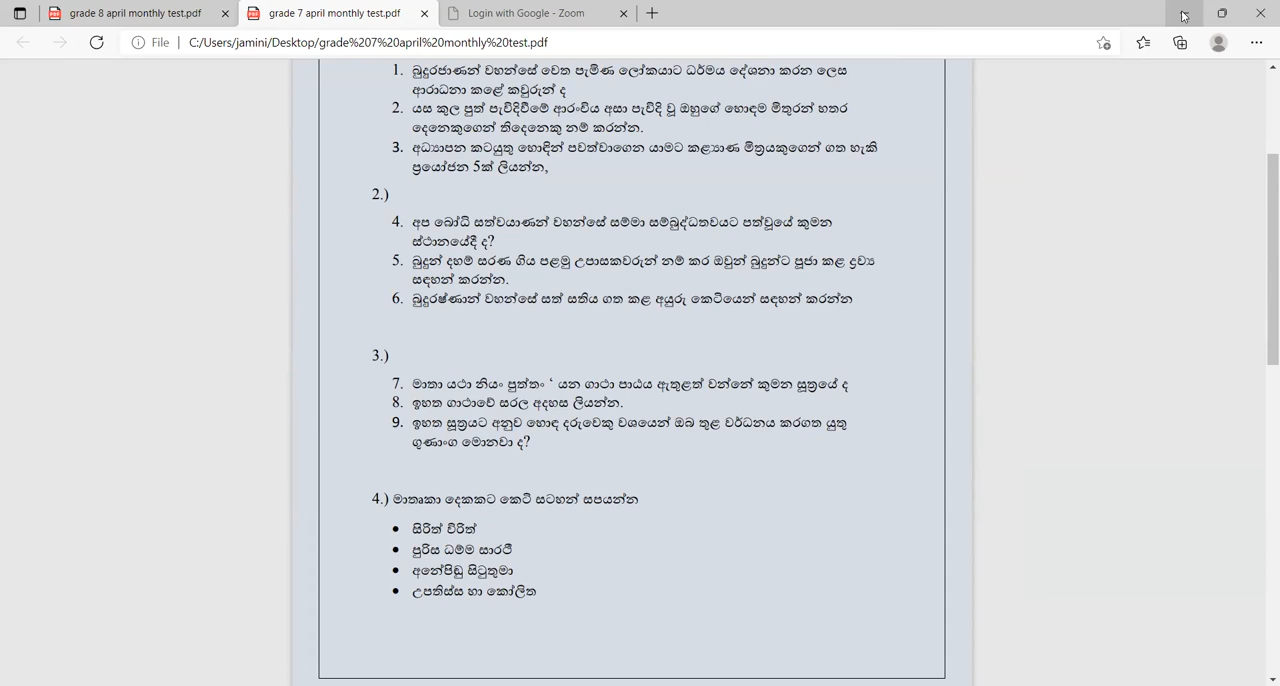 grade 8 april monthly test.pdf
grade 7 april monthly test.pdf
Login with Google - Zoom
File
C:/Users/jamini/Desktop/grade%207%20april%20monthly%20test.pdf
1. බුදුරජාණන් වහන්සේ වෙත පැමිණ ලෝකයාට ධර්මය දේශනා කරන ලෙස
ආරාධනා කළේ කවුරුන් ද
2. යස කුල පුත් පැවිදිවීමේ ආරංචිය අසා පැවිදි වූ ඔහුගේ හොඳම මිතුරන් හතර
දෙනෙකුගෙන් තිදෙනෙකු නම් කරන්න.
3. අධ්‍යාපන කටයුතු හොඳින් පවත්වාගෙන යාමට කළ්‍යාණ මිත්‍රයකුගෙන් ගත හැකි
ප්‍රයෝජන 5ක් ලියන්න,
2.)
4. අප බෝධි සත්වයාණන් වහන්සේ සම්මා සම්බුද්ධතවයට පත්වූයේ කුමන
ස්ථානයේදී ද?
5. බුදුන් දහම් සරණ ගිය පළමු උපාසකවරුන් නම් කර ඔවුන් බුදුන්ට පූජා කළ ද්‍රව්‍ය
සඳහන් කරන්න.
6. බුදුරෂ්ණාන් වහන්සේ සත් සතිය ගත කළ අයුරු කෙටියෙන් සඳහන් කරන්න
3.)
7. මාතා යථා නියං පුත්තං ‘ යන ගාථා පාඨය ඇතුළත් වන්නේ කුමන සූත්‍රයේ ද
8. ඉහත ගාථාවේ සරල අදහස ලියන්න.
9. ඉහත සූත්‍රයට අනුව හොඳ දරුවෙකු වශයෙන් ඔබ තුළ වර්ධනය කරගත යුතු
ගුණාංග මොනවා ද?
4.) මාතෘකා දෙකකට කෙටි සටහන් සපයන්න
• සිරිත් විරිත්
• පුරිස ධම්ම සාරථී
• අනේපිඬු සිටුතුමා
• උපතිස්ස හා කෝලිත